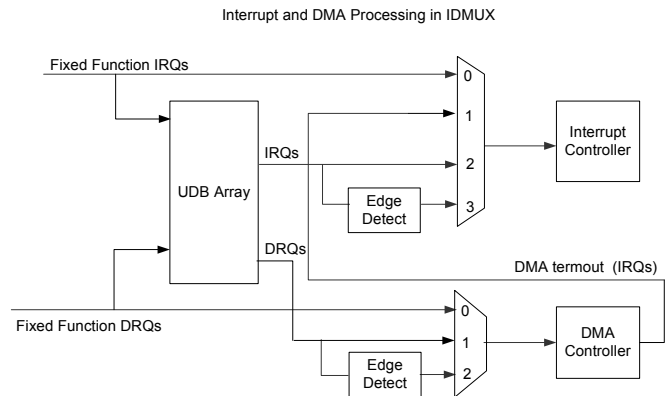 Interrupt and DMA Processing in IDMUX
Fixed Function IRQs
0
1
2
3
Interrupt
Controller
UDB Array
IRQs
Edge
Detect
DRQs
DMA termout (IRQs)
Fixed Function DRQs
0
1
2
Edge
Detect
DMA
Controller